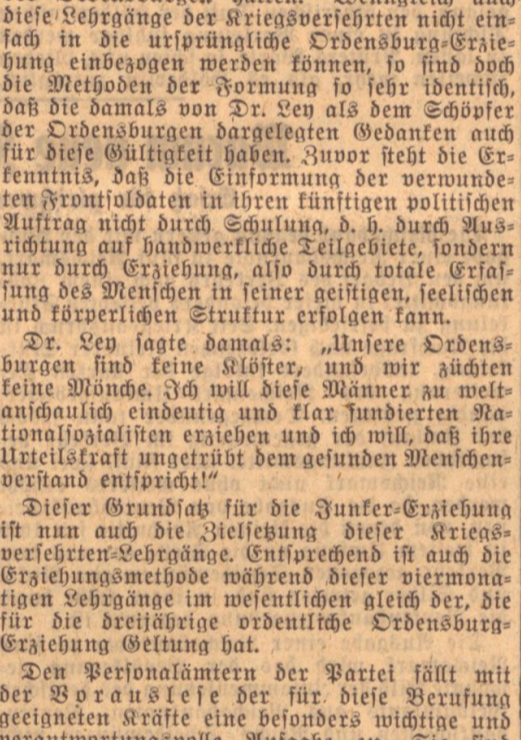 diese Lehrgänge der Kriegsversehrten nicht ein-
fach in die ursprüngliche Ordensburg-Erzie-
hung einbezogen werden können, so sind doch
die Methoden der Formung so sehr identisch,
daß die damals von Dr. Ley als dem Schöpfer
der Ordensburgen dargelegten Gedanken auch
für diese Gültigkeit haben. Zuvor steht die Er-
kenntnis, daß die Einformung der verwunde-
ten Frontsoldaten in ihren künftigen politischen
Auftrag nicht durch Schulung, d. h. durch Aus-
richtung auf handwerkliche Teilgebiete, sondern
nur durch Erziehung, also durch totale Erfas-
sung des Menschen in seiner geistigen, seelischen
und körperlichen Struktur erfolgen kann.
Dr. Ley sagte damals: „Unsere Ordens-
burgen sind keine Klöster, und wir züchten
keine Mönche. Ich will diese Männer zu welt-
anschaulich eindeutig und klar fundierten Na-
tionalsozialisten erziehen und ich will, daß ihre
Urteilskraft ungetrübt dem gesunden Menschen-
verstand entspricht!“
Dieser Grundsatz für die Junker-Erziehung
ist nun auch die Zielsetzung dieser Kriegs-
versehrten-Lehrgänge. Entsprechend ist auch die
Erziehungsmethode während dieser viermona-
tigen Lehrgänge im wesentlichen gleich der, die
für die dreijährige ordentliche Ordensburg-
Erziehung Geltung hat.
Den Personalämtern der Partei fällt mit
der Vorauslese der für diese Berufung
geeigneten Kräfte eine besonders wichtige und